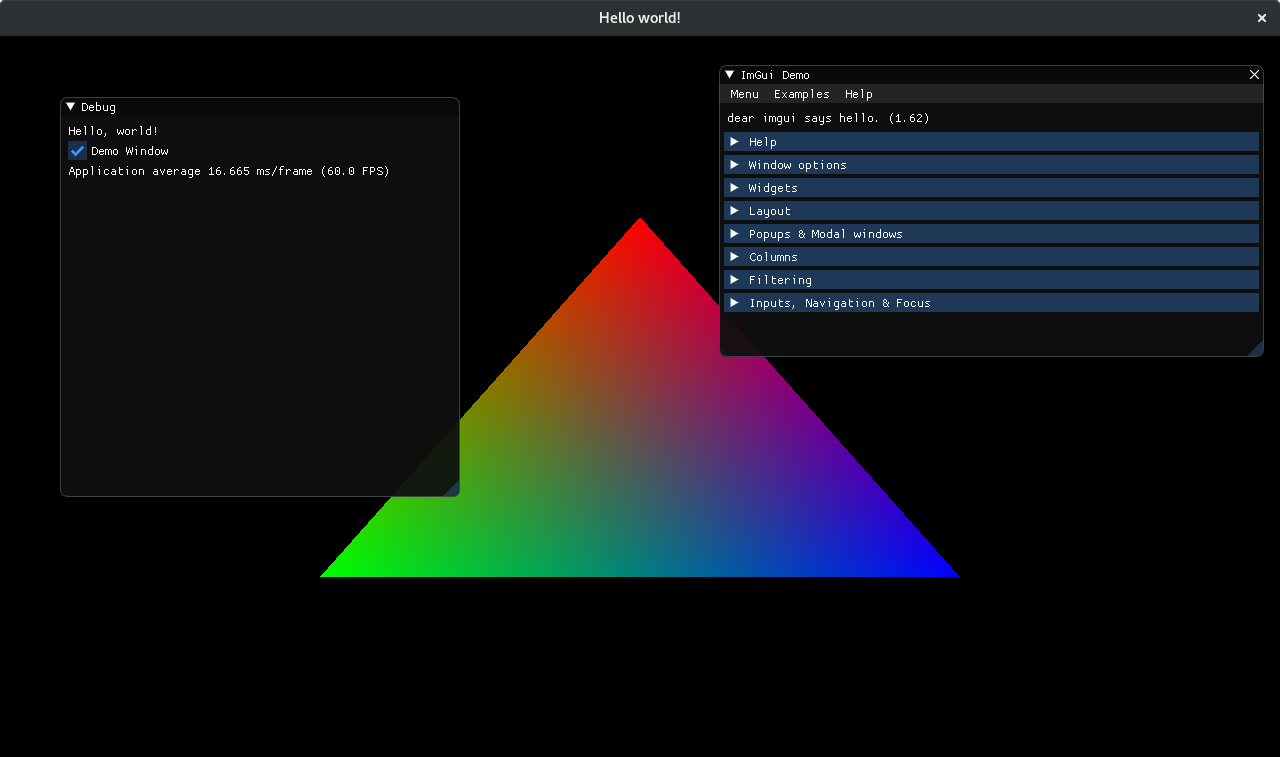 Hello world!
Debug
Hello, world!
Demo Window
Application average 16.665 ms/frame (60.0 FPS)
ImGui Demo
Menu Examples Help
dear imgui says hello. (1.62)
Help
Window options
Widgets
Layout
Popups & Modal windows
Columns
Filtering
Inputs, Navigation & Focus